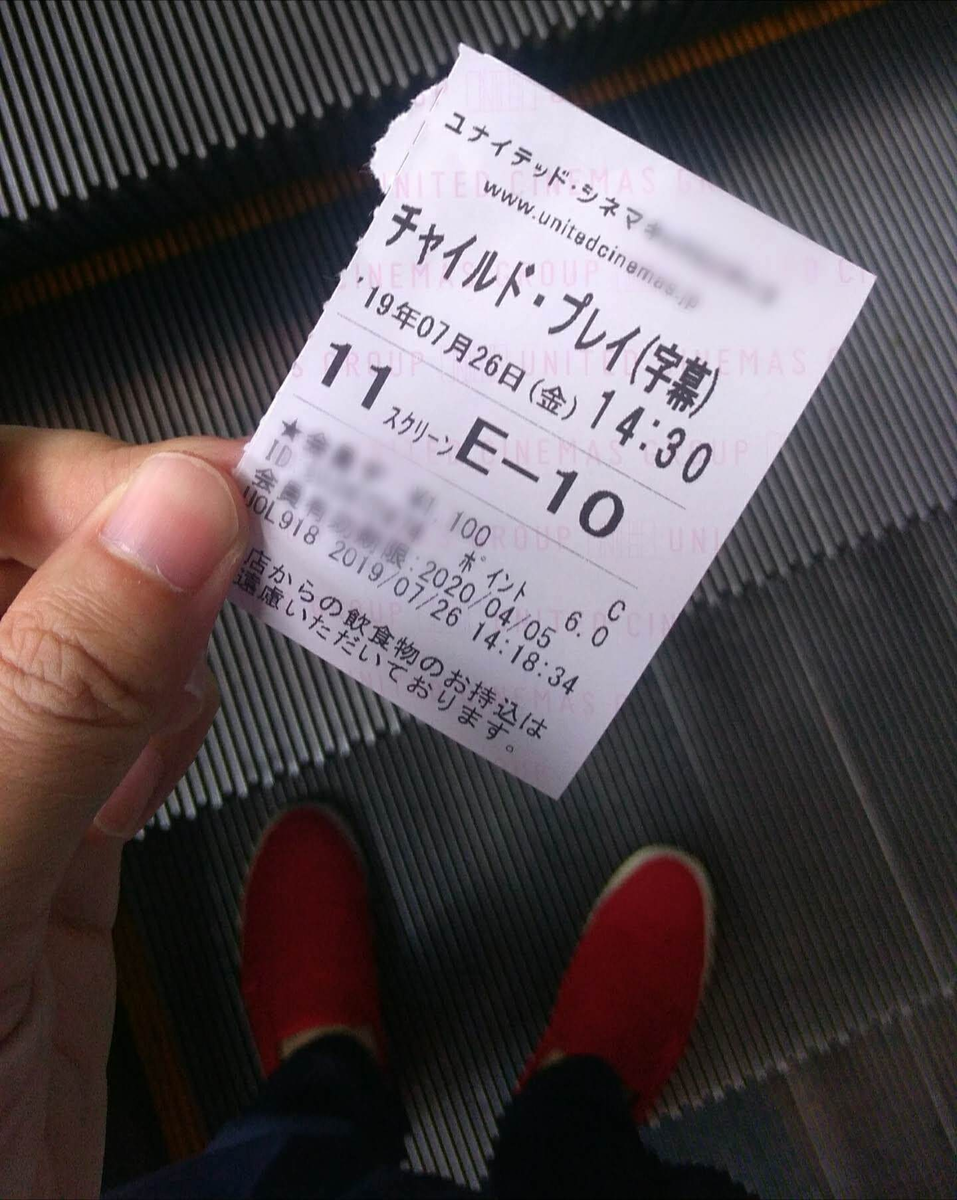 ユナイテッド・シネマ
www.unitedcinemas.jp
チャイルド・プレイ(字幕)
'19年07月26日(金) 14:30
11 スクリーン E-10
★ 100 C
ID ポイント 6.0
会員有効期限:2020/04/05
UOL918 2019/07/26 14:18:34
店からの飲食物のお持込は
遠慮いただいております。